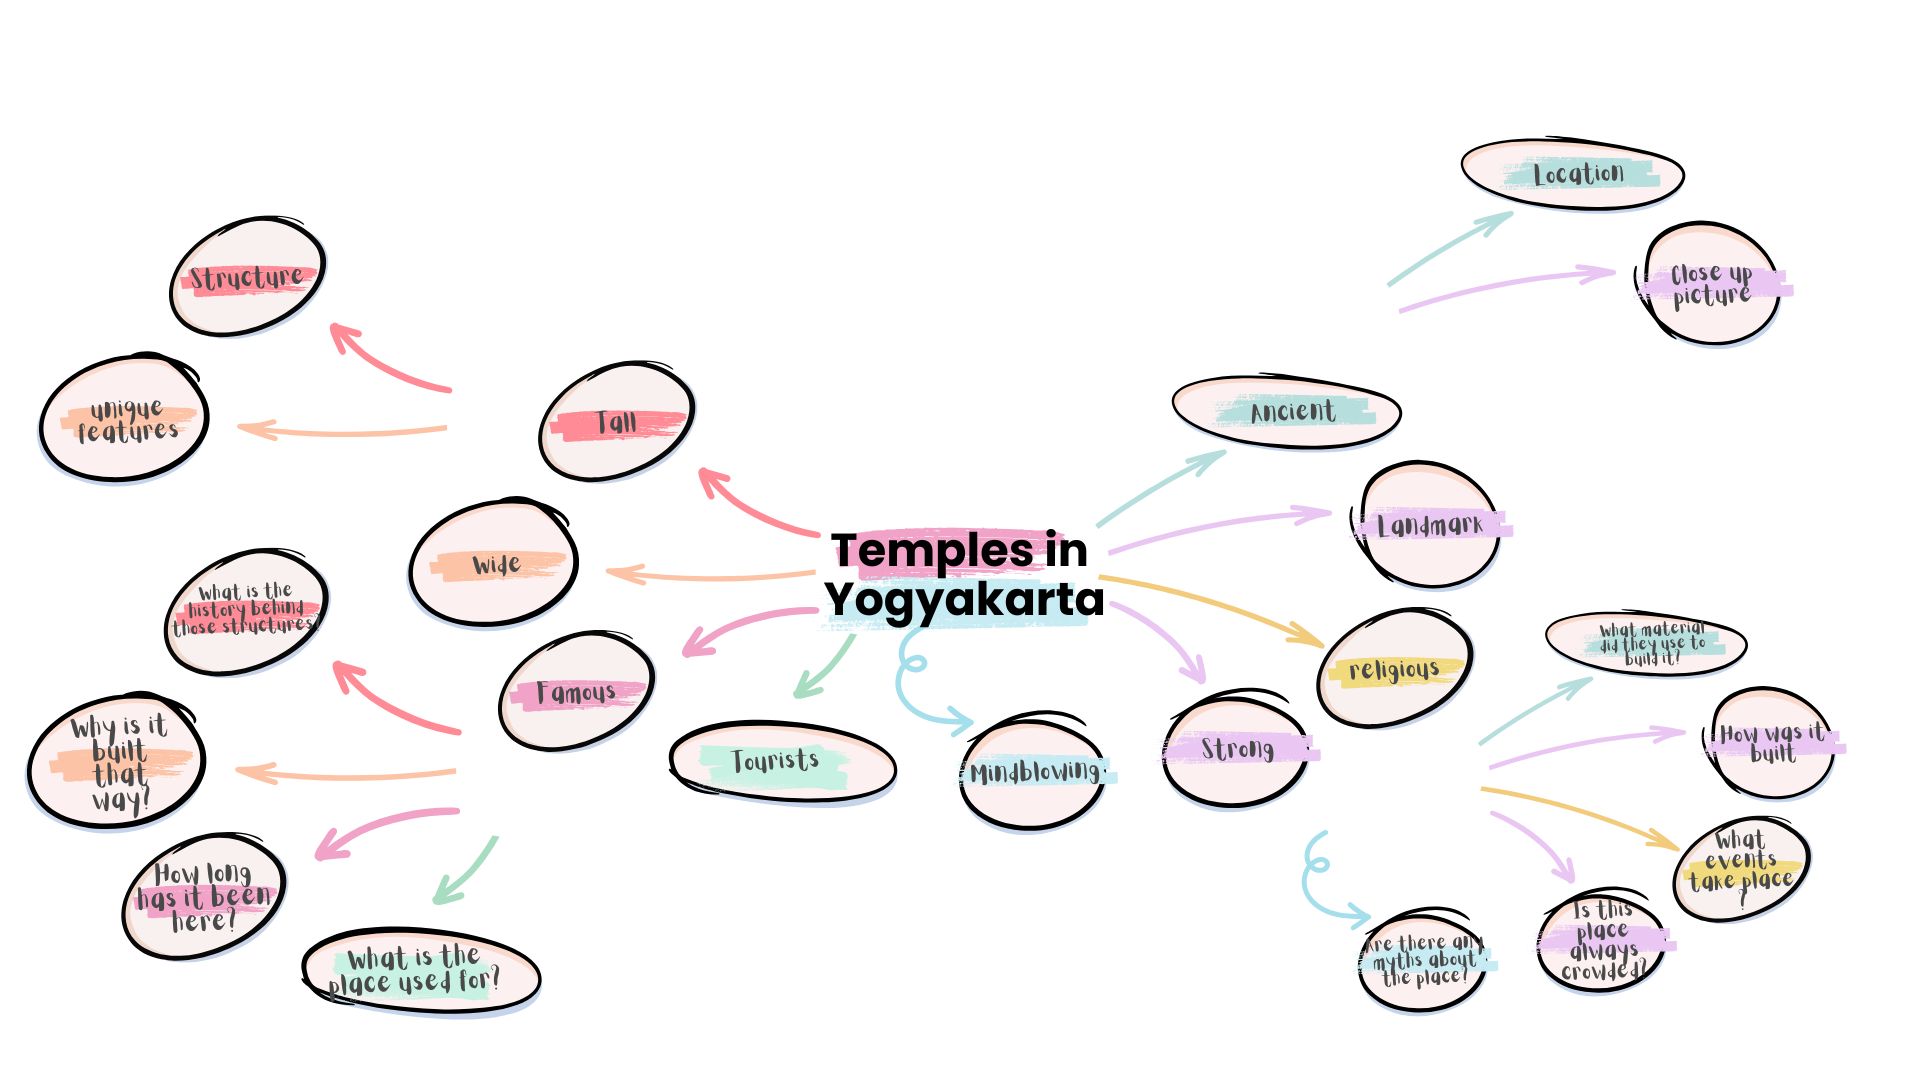 Temples in
Yogyakarta
Structure
unique
features
Tall
Wide
Famous
Tourists
Mindblowing
Strong
religious
Landmark
Ancient
Location
Close up
picture
What is the
history behind
those structures?
Why is it
built
that
way?
How long
has it been
here?
What is the
place used for?
What material
did they use to
build it?
How was it
built
What
events
take place
?
Is this
place
always
crowded?
Are there any
myths about
the place?